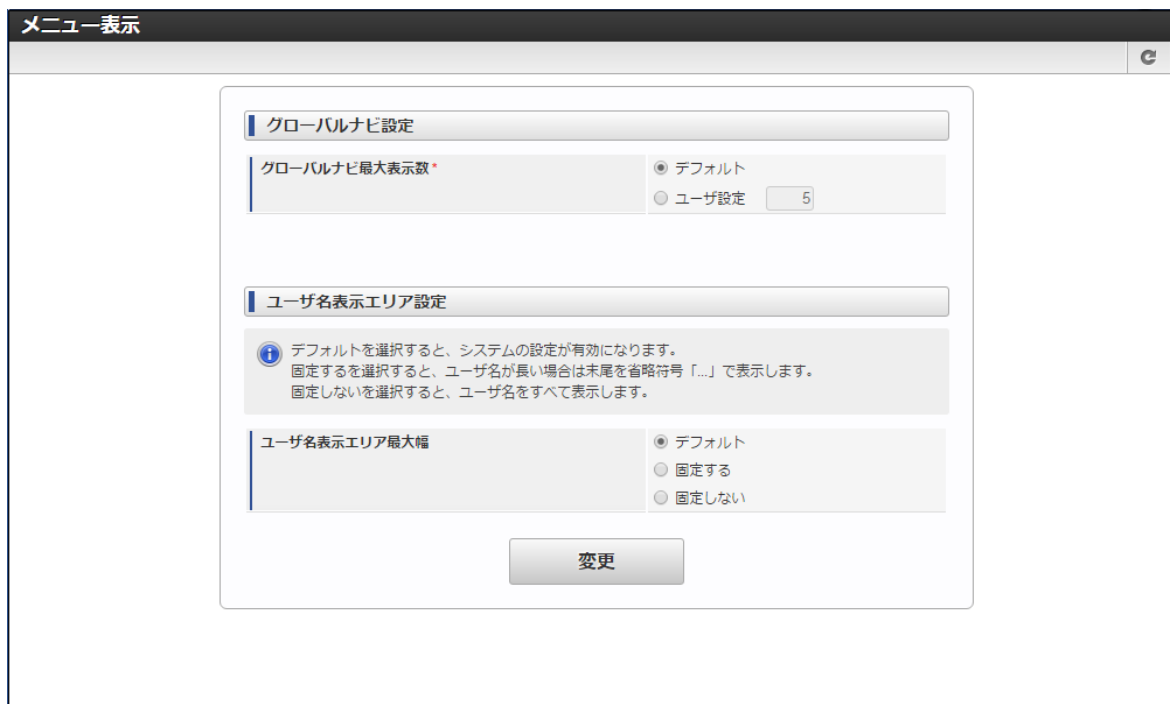 メニュー表示
グローバルナビ設定
グローバルナビ最大表示数*
デフォルト
ユーザ設定 5
ユーザ名表示エリア設定
デフォルトを選択すると、システムの設定が有効になります。
固定するを選択すると、ユーザ名が長い場合は末尾を省略符号「...」で表示します。
固定しないを選択すると、ユーザ名をすべて表示します。
ユーザ名表示エリア最大幅
デフォルト
固定する
固定しない
変更